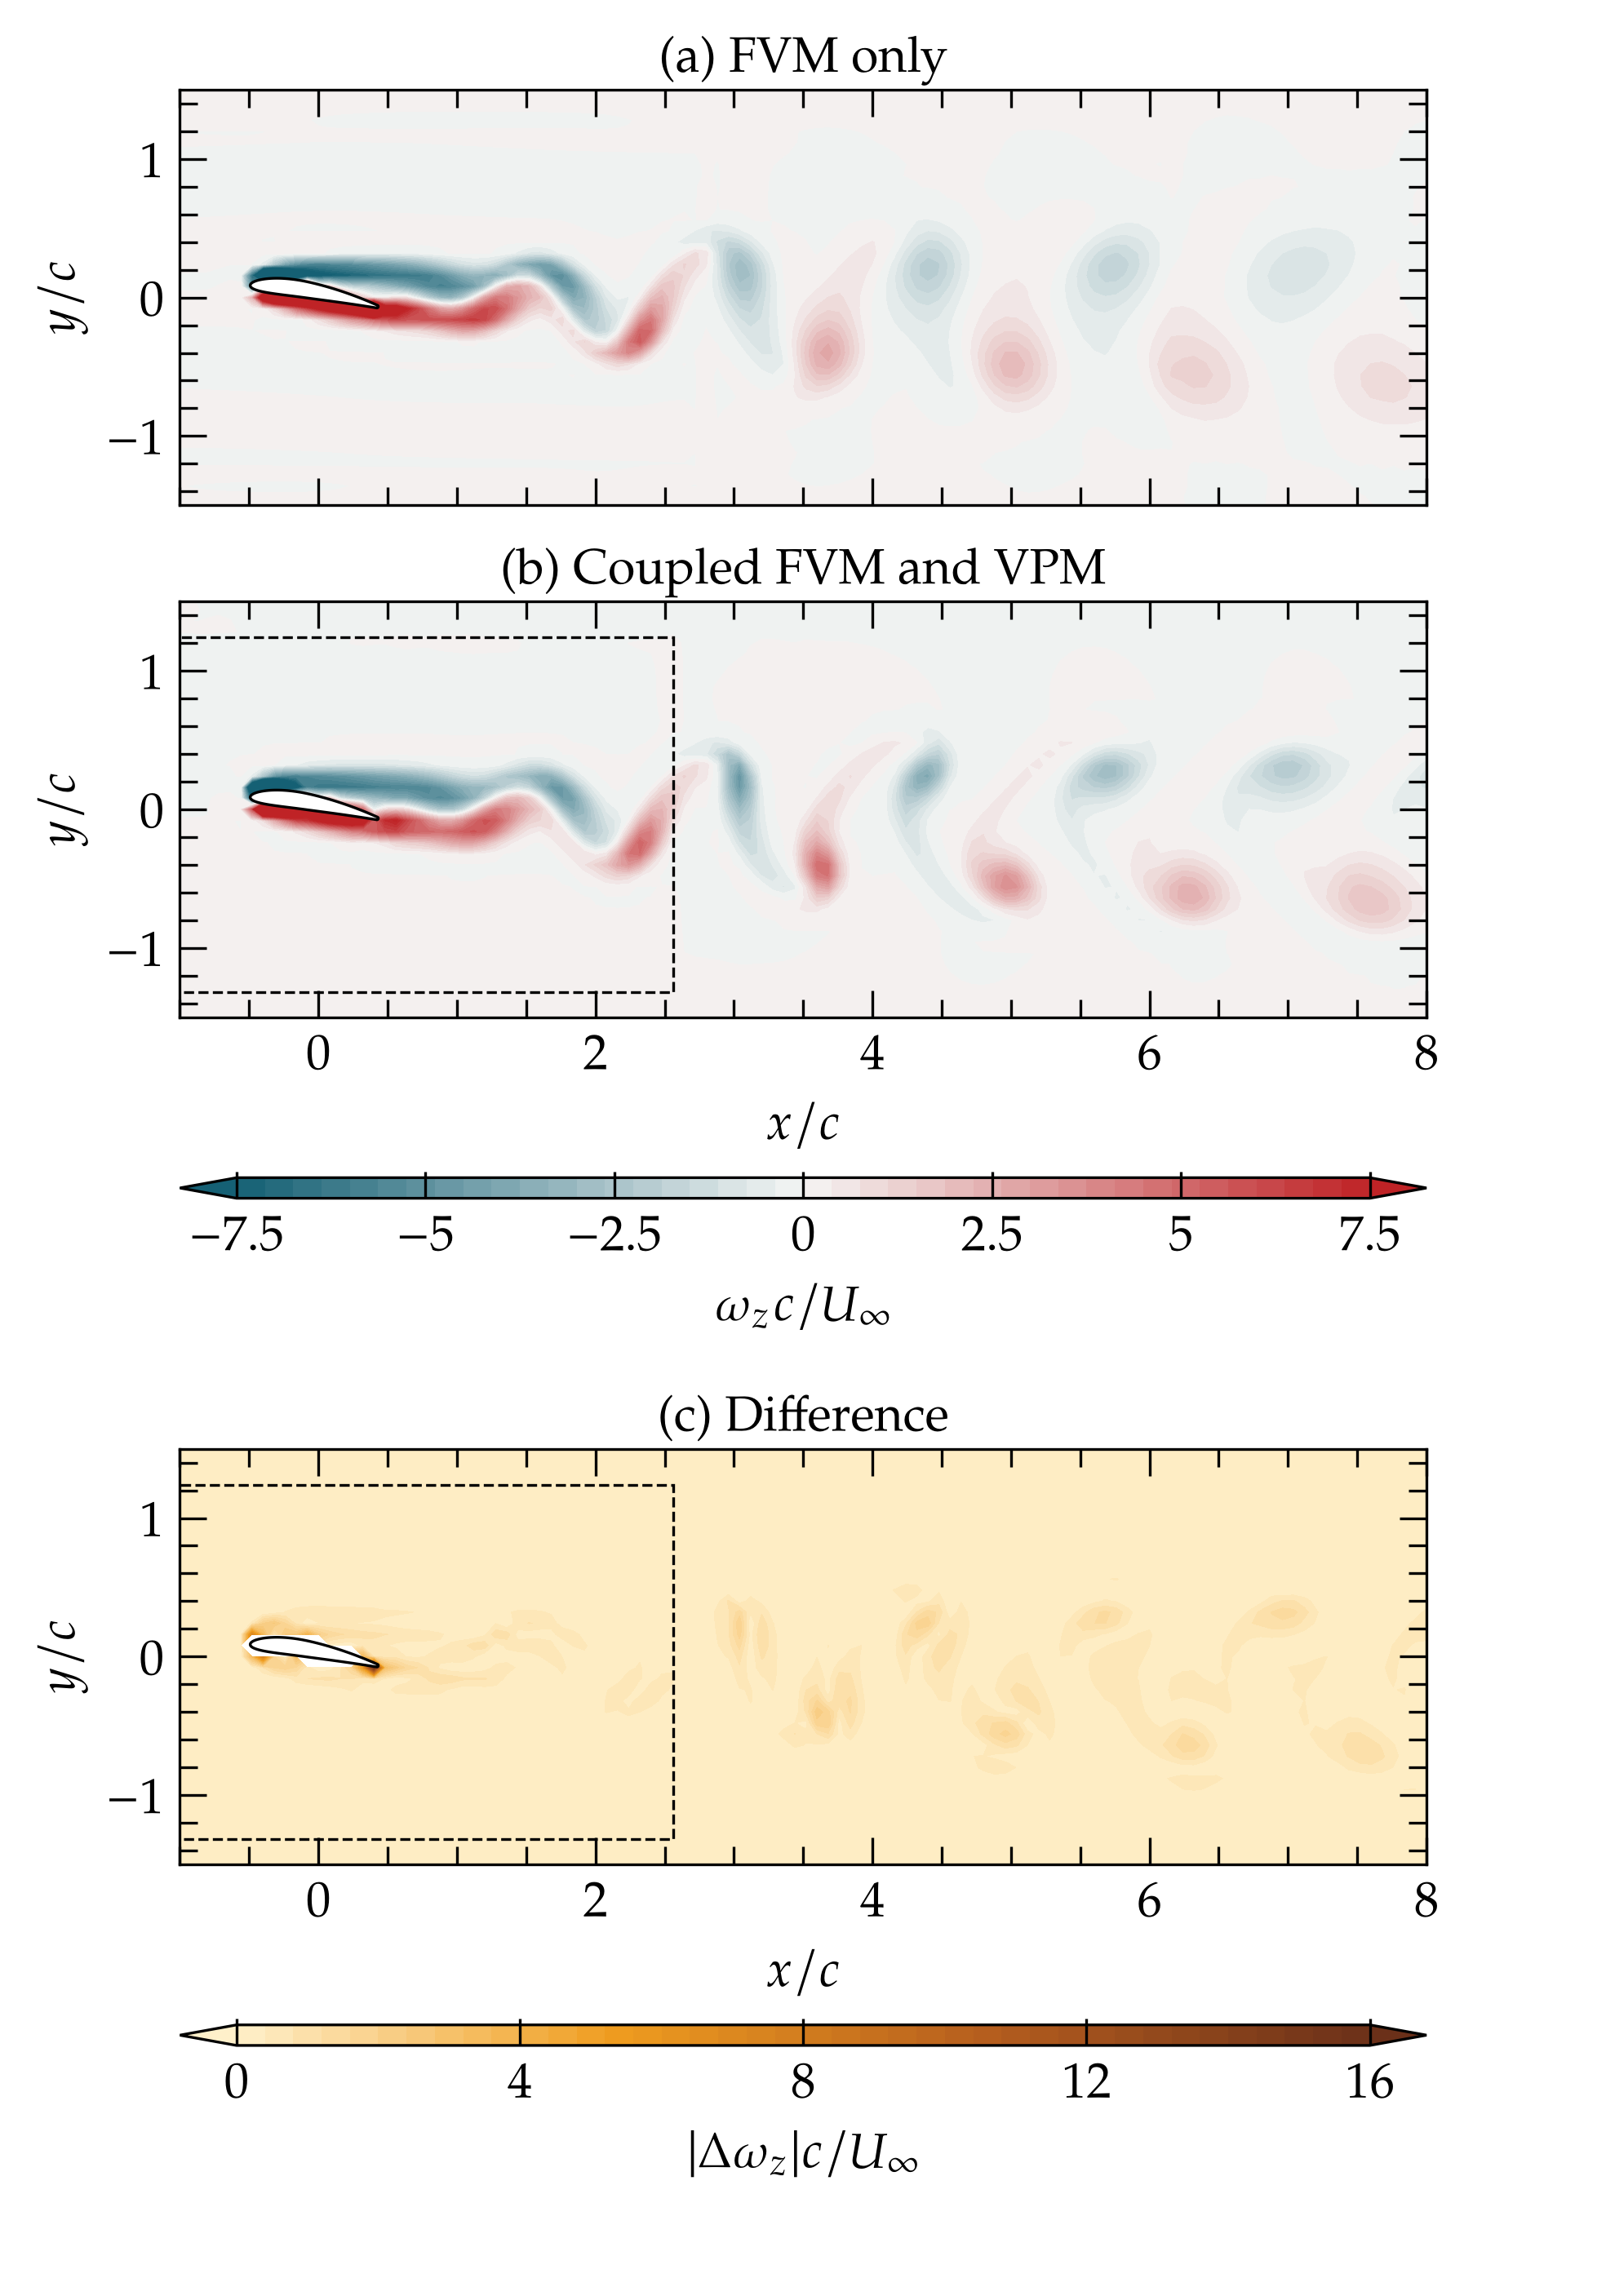 (a) FVM only
1
0
−1
y/c
(b) Coupled FVM and VPM
1
0
−1
y/c
0 2 4 6 8
x/c
−7.5 −5 −2.5 0 2.5 5 7.5
ω_z c/U_∞
(c) Difference
1
0
−1
y/c
0 2 4 6 8
x/c
0 4 8 12 16
|Δω_z|c/U_∞